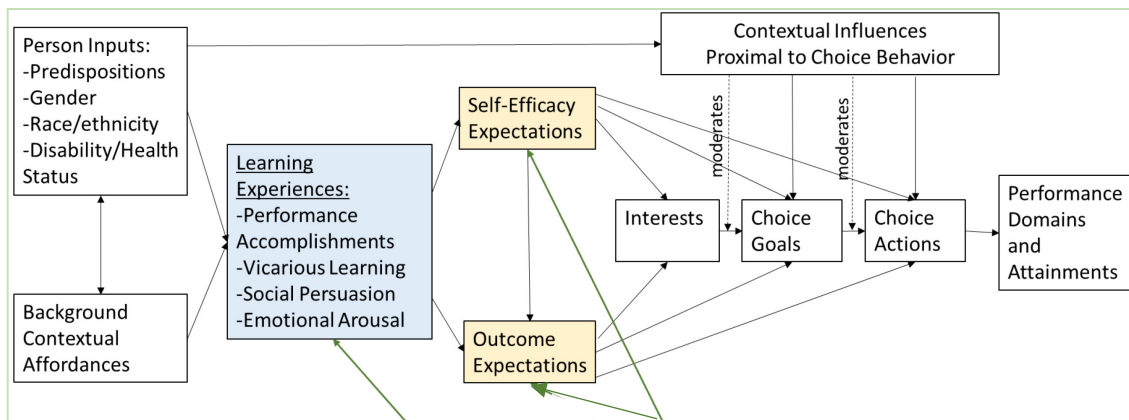 Person Inputs:
-Predispositions
-Gender
-Race/ethnicity
-Disability/Health
Status
Background
Contextual
Affordances
Learning
Experiences:
-Performance
Accomplishments
-Vicarious Learning
-Social Persuasion
-Emotional Arousal
Self-Efficacy
Expectations
Outcome
Expectations
Contextual Influences
Proximal to Choice Behavior
moderates
moderates
Interests
Choice
Goals
Choice
Actions
Performance
Domains
and
Attainments